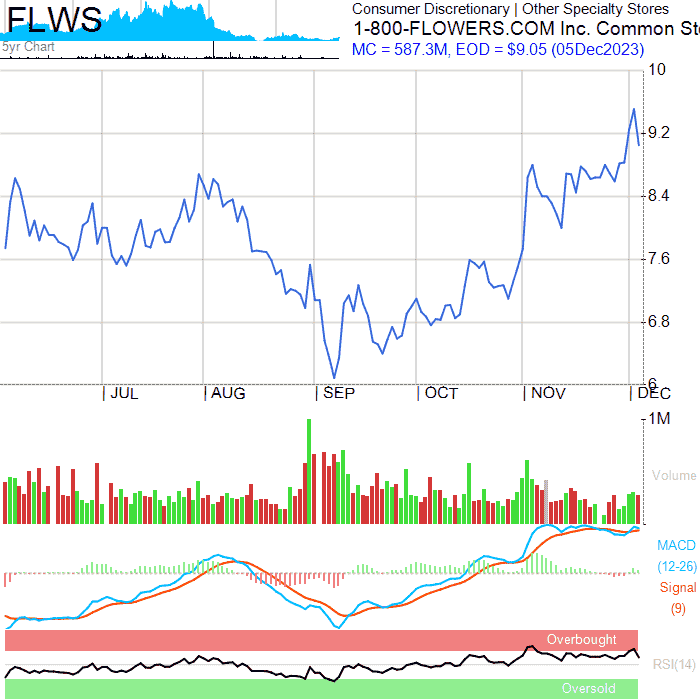 FLWS
5yr Chart
Consumer Discretionary | Other Specialty Stores
1-800-FLOWERS.COM Inc. Common Sto
MC = 587.3M, EOD = $9.05 (05Dec2023)
10
9.2
8.4
7.6
6.8
6
| JUL | AUG | SEP | OCT | NOV | DEC
1M
Volume
MACD
(12-26)
Signal
(9)
Overbought
RSI(14)
Oversold